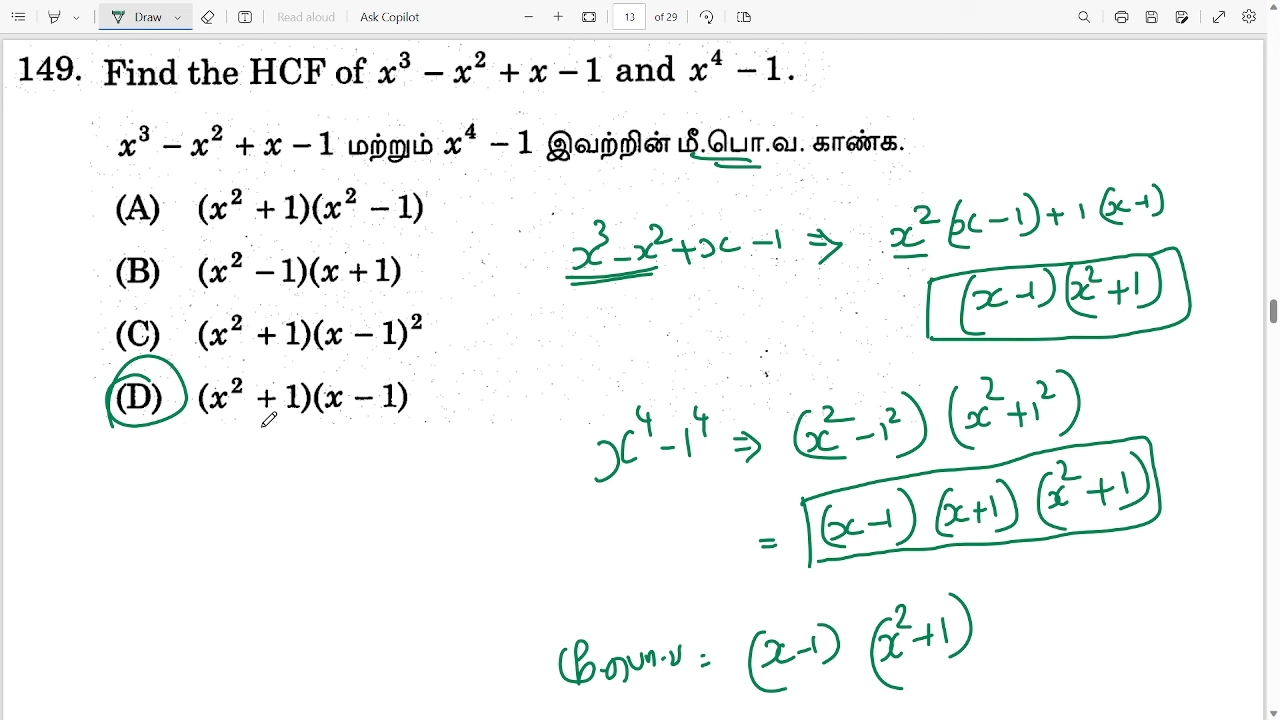 Draw
Read aloud
Ask Copilot
13 of 29
149. Find the HCF of x³ − x² + x − 1 and x⁴ − 1.
x³ − x² + x − 1 மற்றும் x⁴ − 1 இவற்றின் மீ.பொ.வ. காண்க.
(A) (x² + 1)(x² − 1)
(B) (x² − 1)(x + 1)
(C) (x² + 1)(x − 1)²
(D) (x² + 1)(x − 1)
x³ − x² + x − 1 ⇒ x² (x − 1) + 1 (x − 1)
(x − 1) (x² + 1)
x⁴ − 1⁴ ⇒ (x² − 1²) (x² + 1²)
= (x − 1) (x + 1) (x² + 1)
மீ.பொ.வ = (x − 1) (x² + 1)